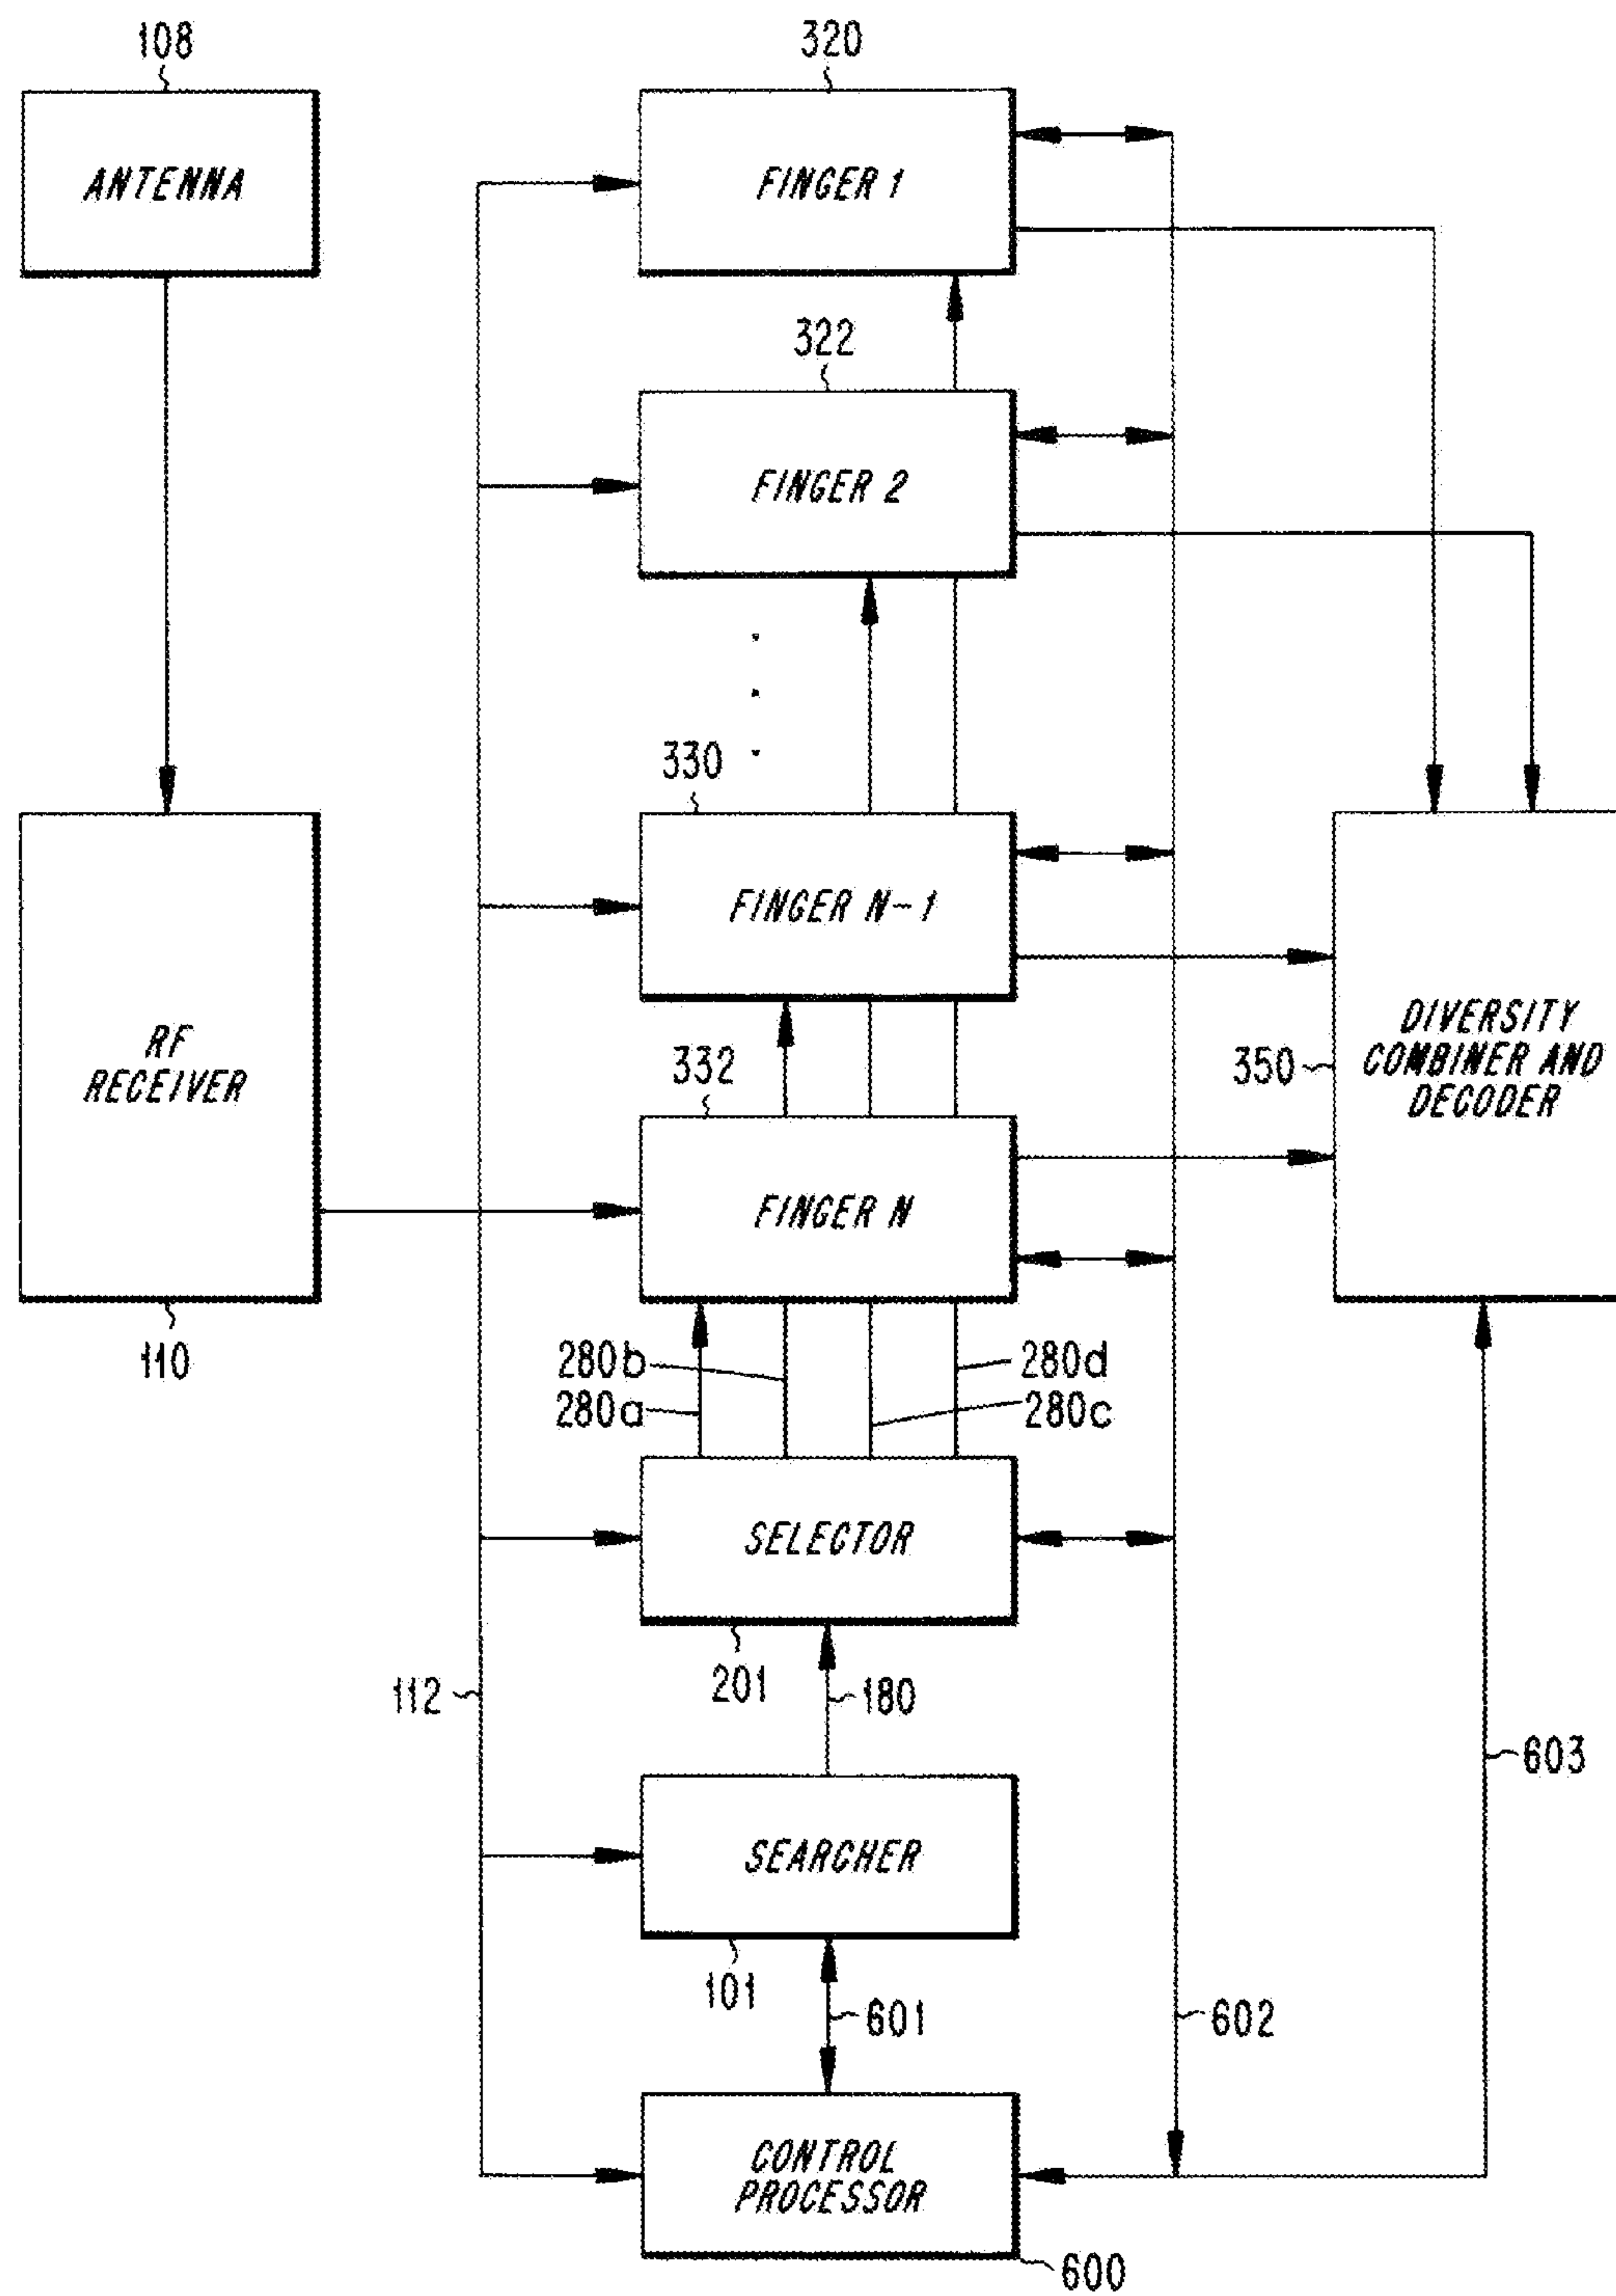 108
320
ANTENNA
FINGER 1
322
FINGER 2
330
FINGER N-1
RF
RECEIVER
332
350
DIVERSITY
COMBINER AND
DECODER
FINGER N
110
280b
280d
280a
280c
SELECTOR
201
112
180
603
SEARCHER
101
601
602
CONTROL
PROCESSOR
600